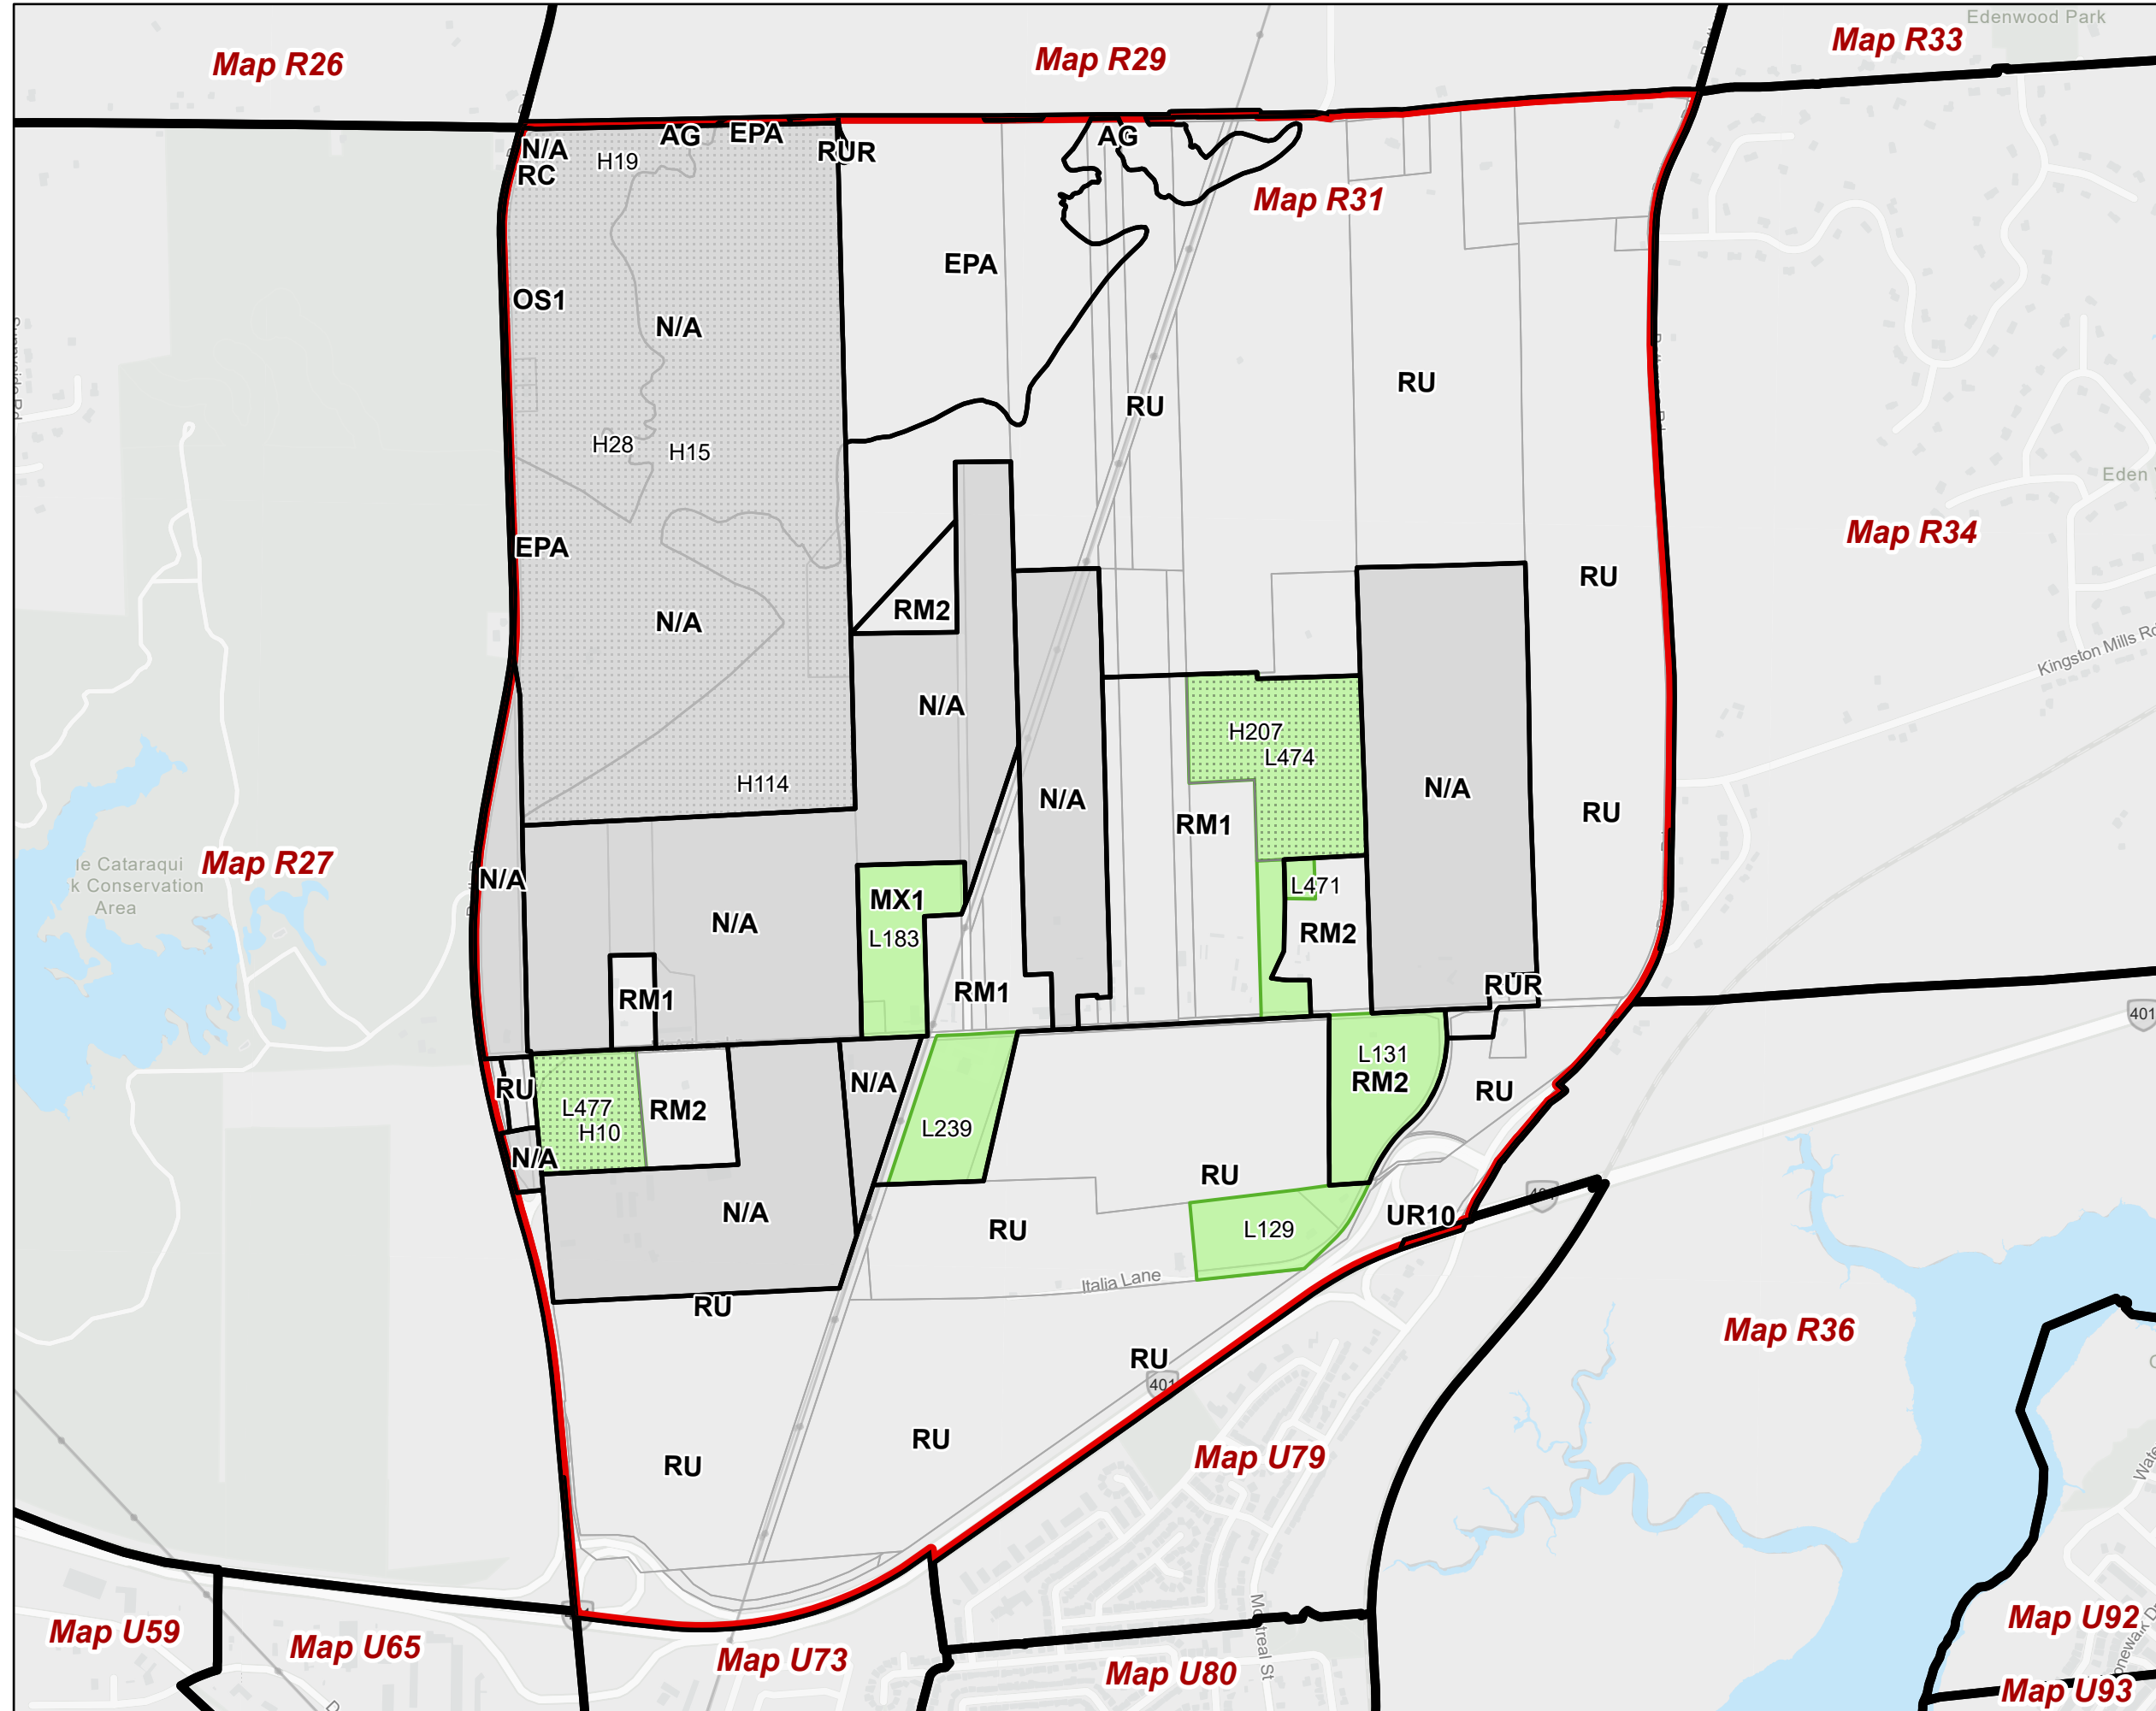 Edenwood Park
Map R26
Map R29
Map R33
N/A
RC
H19
AG
EPA
RUR
AG
Map R31
EPA
OS1
N/A
RU
RU
H28
H15
Eden
Map R34
EPA
RM2
RU
N/A
Kingston Mills Rd
N/A
H207
L474
H114
N/A
N/A
RU
RM1
le Cataraqui
k Conservation
Area
Map R27
N/A
MX1
L183
N/A
L471
RM2
RM1
RM1
RUR
401
RU
L477
H10
RM2
N/A
L239
L131
RM2
RU
N/A
N/A
RU
RU
L129
UR10
401
Italia Lane
RU
RU
401
Map R36
RU
RU
Map U79
Map U59
Map U65
Map U73
Map U80
Montreal St
Map U92
Map U93